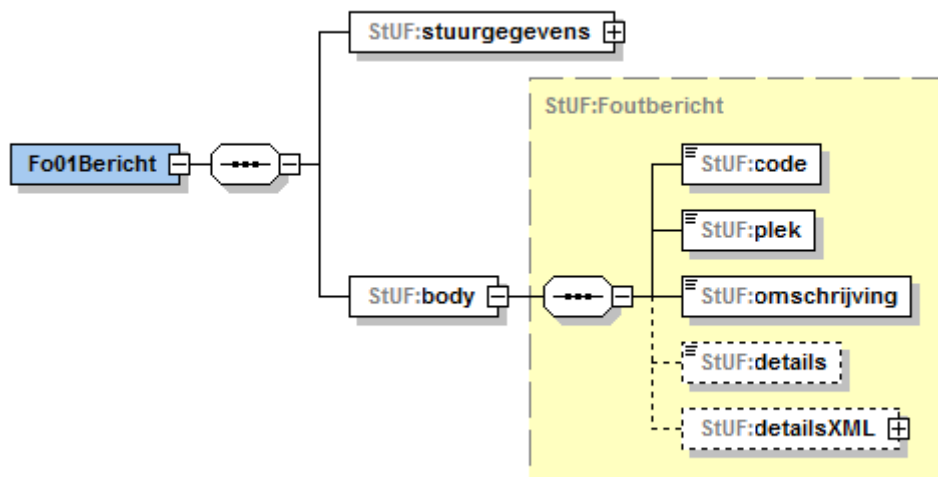 StUF:stuurgegevens
StUF:Foutbericht
Fo01Bericht
StUF:code
StUF:plek
StUF:body
StUF:omschrijving
StUF:details
StUF:detailsXML